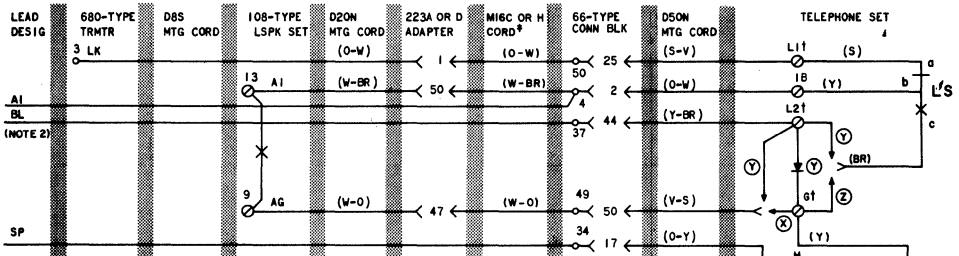 LEAD DESIG 680-TYPE TRMTR D8S MTG CORD 108-TYPE LSPK SET D20N MTG CORD 223A OR D ADAPTER M16C OR H CORD‡ 66-TYPE CONN BLK D50N MTG CORD TELEPHONE SET
3 LK (O-W) 1 (O-W) 50 25 (S-V) L1† (S) a
13 A1 (W-BR) 50 (W-BR) 4 2 (O-W) 18 (Y) b
A1
BL 37 44 (Y-BR) L2† c
(NOTE 2)
Y Y Y (BR)
9 AG (W-O) 47 (W-O) 49 50 (V-S) G† X Z
SP 34 17 (O-Y) (Y)